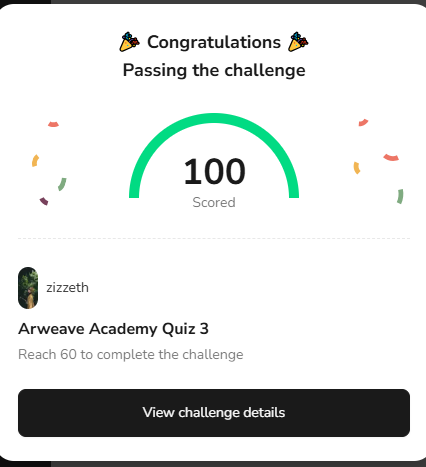 🎉 Congratulations 🎉
Passing the challenge
100
Scored
zizzeth
Arweave Academy Quiz 3
Reach 60 to complete the challenge
View challenge details